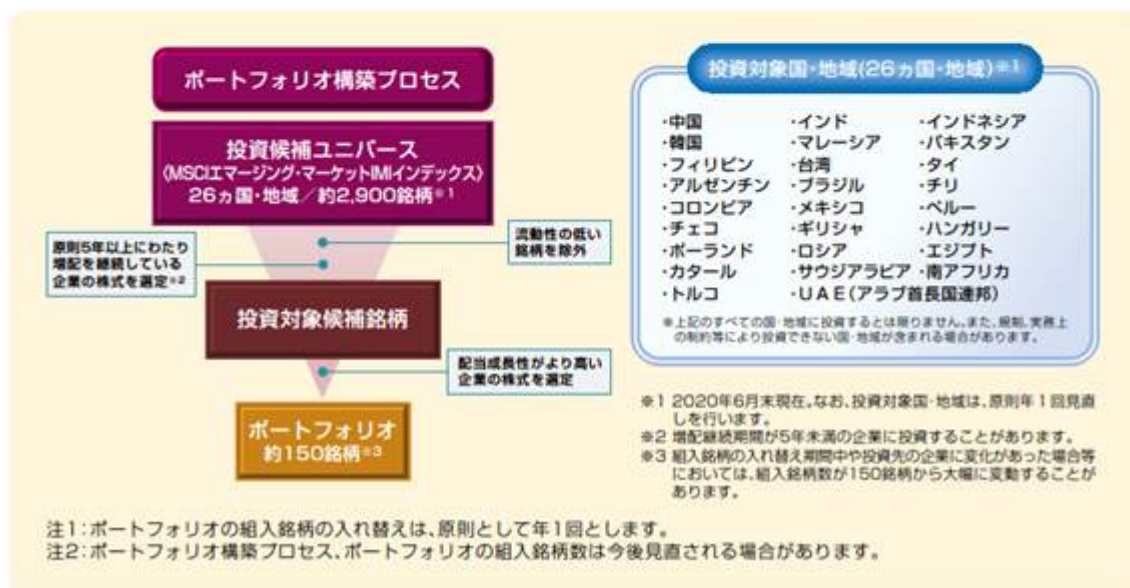 ポートフォリオ構築プロセス
投資候補ユニバース
〈MSCIエマージング・マーケットIMIインデックス〉
26ヵ国・地域／約2,900銘柄※1
流動性の低い
銘柄を除外
原則5年以上にわたり
増配を継続している
企業の株式を選定※2
投資対象候補銘柄
配当成長性がより高い
企業の株式を選定
ポートフォリオ
約150銘柄※3
投資対象国・地域(26ヵ国・地域)※1
・中国 ・インド ・インドネシア
・韓国 ・マレーシア ・パキスタン
・フィリピン ・台湾 ・タイ
・アルゼンチン ・ブラジル ・チリ
・コロンビア ・メキシコ ・ペルー
・チェコ ・ギリシャ ・ハンガリー
・ポーランド ・ロシア ・エジプト
・カタール ・サウジアラビア ・南アフリカ
・トルコ ・UAE(アラブ首長国連邦)
※上記のすべての国・地域に投資するとは限りません。また、規制、実務上
の制約等により投資できない国・地域が含まれる場合があります。
※1 2020年6月末現在。なお、投資対象国・地域は、原則年1回見直
しを行います。
※2 増配継続期間が5年未満の企業に投資することがあります。
※3 組入銘柄の入れ替え期間中や投資先の企業に変化があった場合等
においては、組入銘柄数が150銘柄から大幅に変動することが
あります。
注1:ポートフォリオの組入銘柄の入れ替えは、原則として年1回とします。
注2:ポートフォリオ構築プロセス、ポートフォリオの組入銘柄数は今後見直される場合があります。